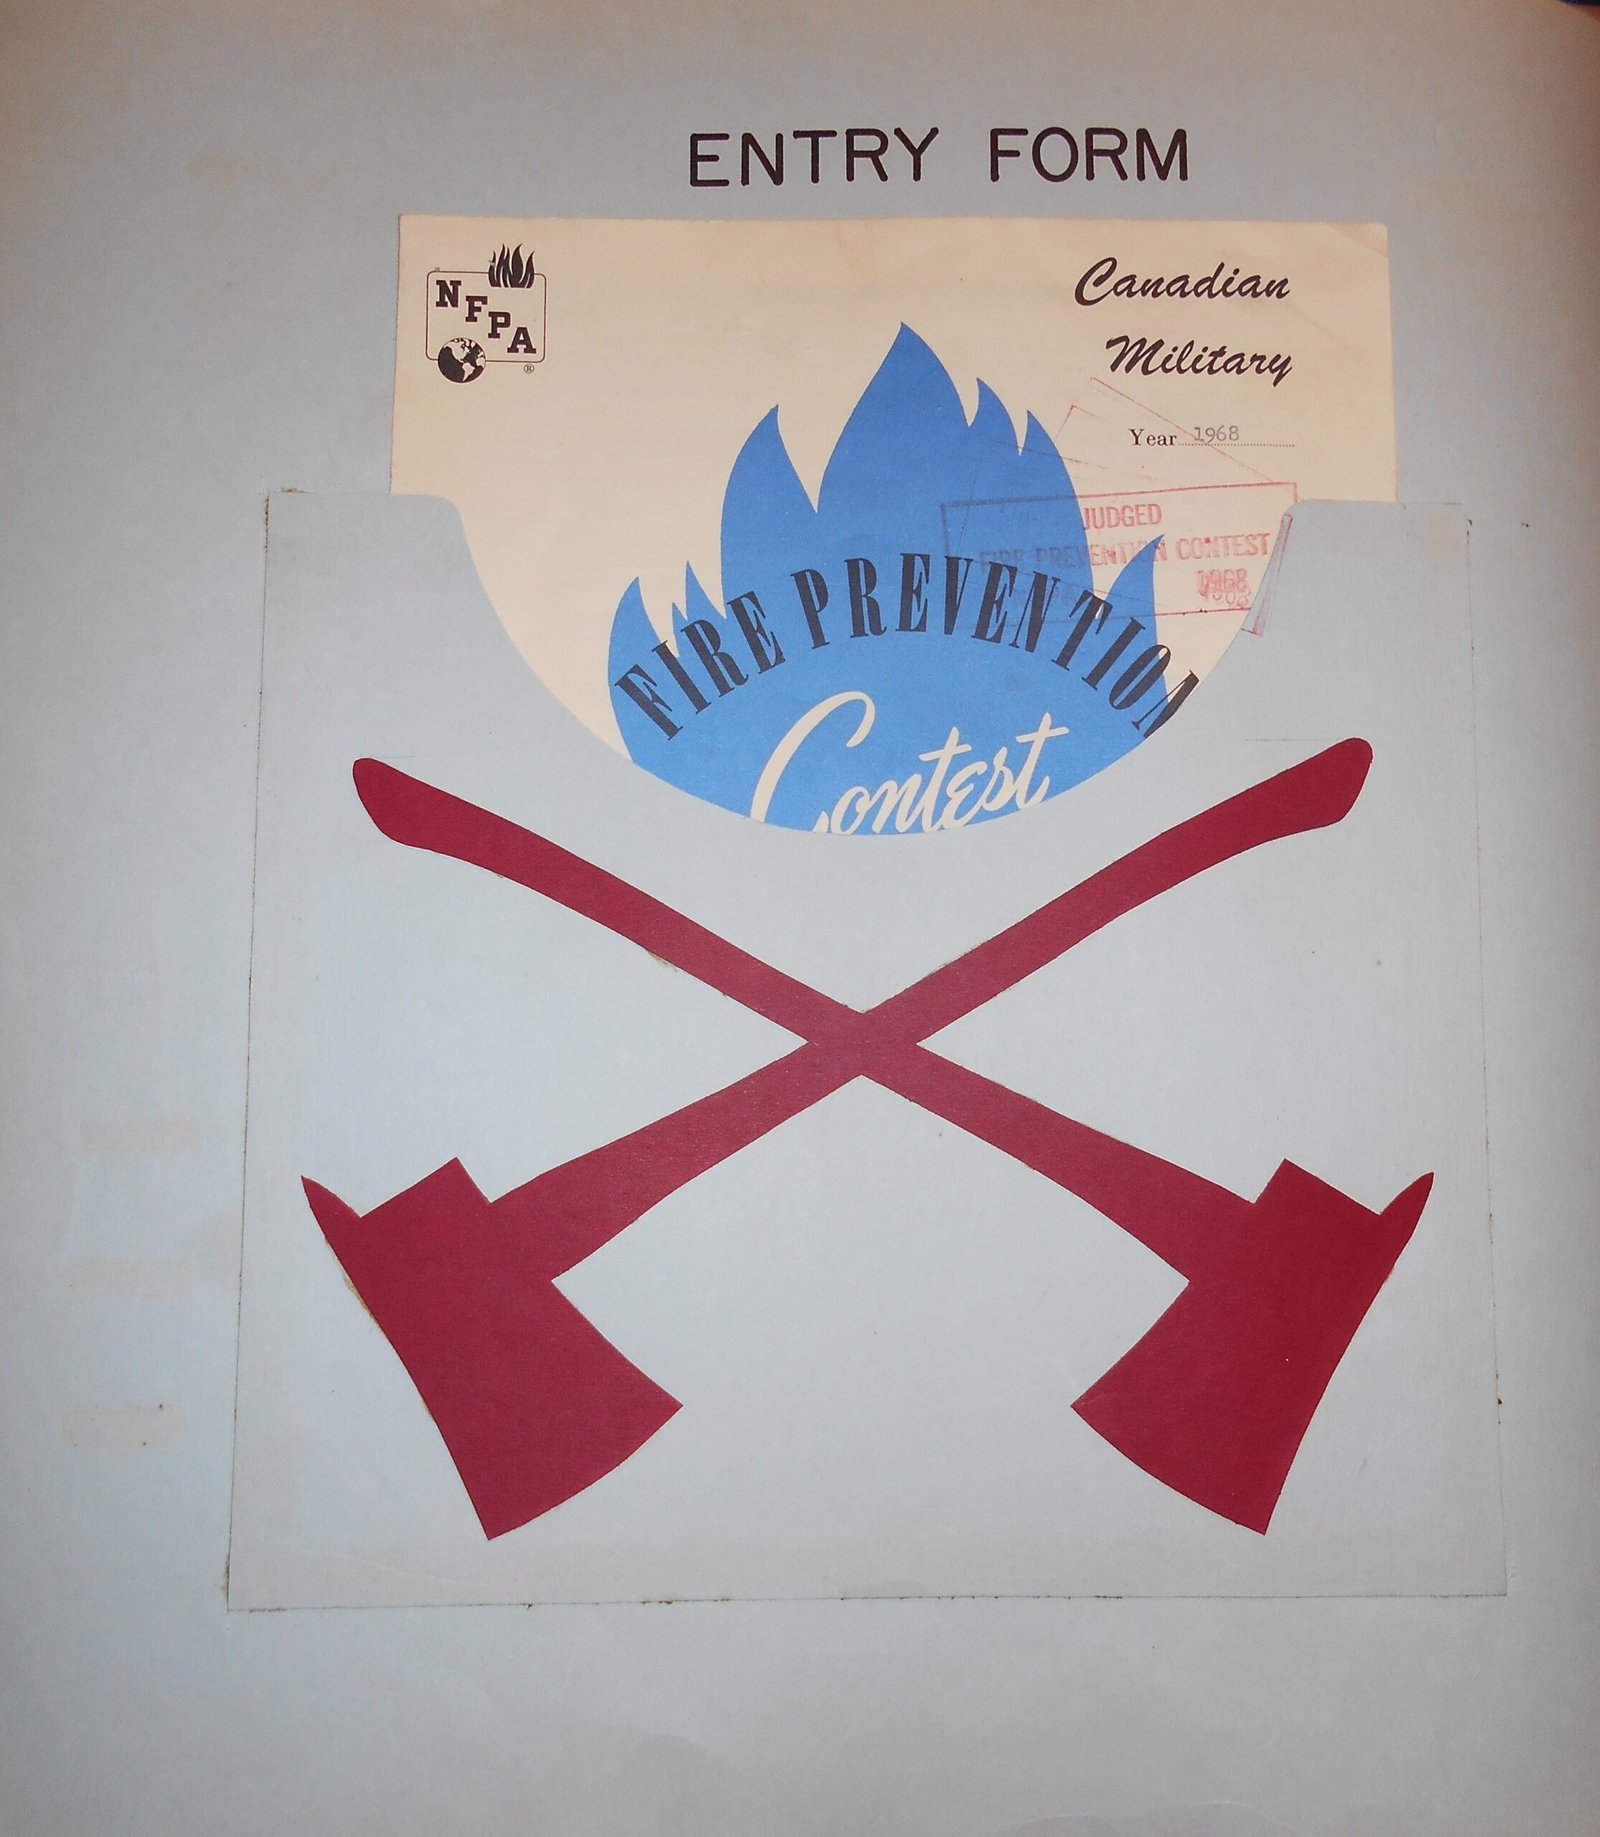 ENTRY FORM
NFPA
®
Canadian
Military
Year 1968
JUDGED
FIRE PREVENTION CONTEST
1968
FIRE PREVENTION
Contest